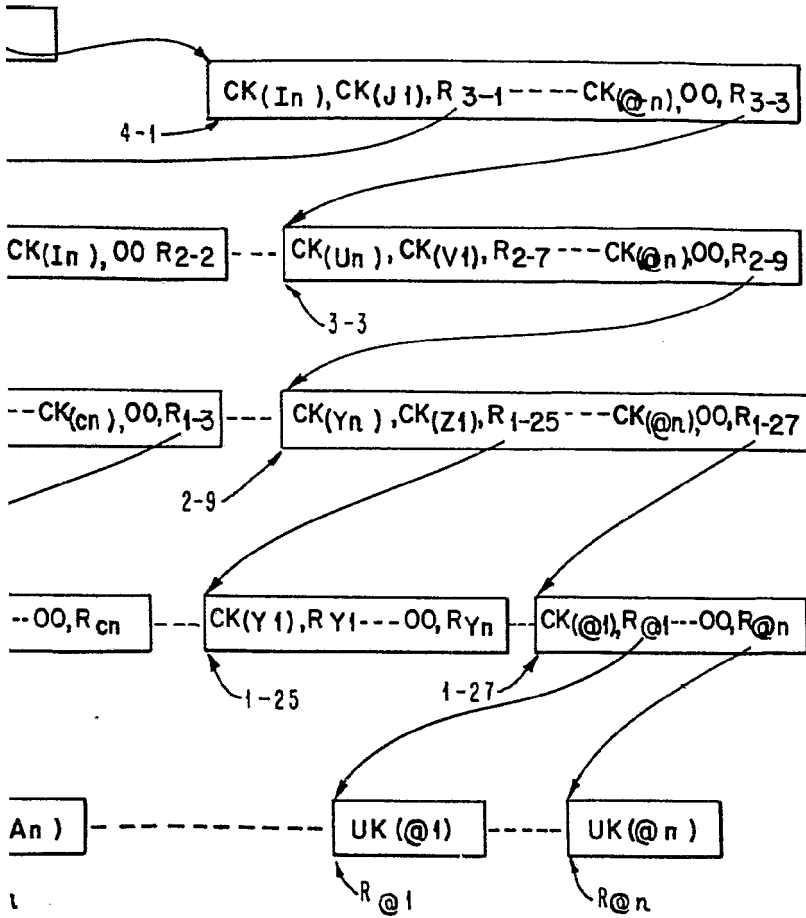 CK(In), CK(J1), R3-1----CK(@n), 00, R3-3
4-1
CK(In), 00 R2-2 --- CK(Un), CK(V1), R2-7 ----CK(@n), 00, R2-9
3-3
--CK(cn), 00, R1-3 --- CK(Yn), CK(Z1), R1-25 ----CK(@n), 00, R1-27
2-9
--00, Rcn ---- CK(Y1), RY1----00, RYn --- CK(@1), R@1---00, R@n
1-25 1-27
An) -------- UK(@1) ----- UK(@n)
R@1 R@n